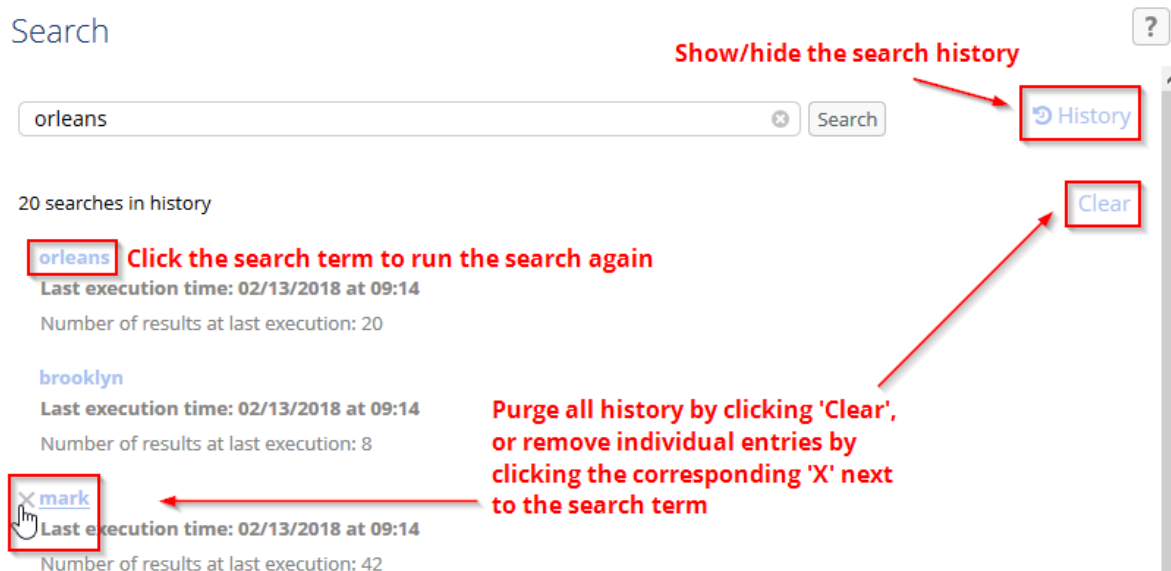 Search
?
Show/hide the search history
orleans
Search
History
20 searches in history
Clear
orleans
Click the search term to run the search again
Last execution time: 02/13/2018 at 09:14
Number of results at last execution: 20
brooklyn
Last execution time: 02/13/2018 at 09:14
Number of results at last execution: 8
Purge all history by clicking 'Clear',
or remove individual entries by
clicking the corresponding 'X' next
to the search term
mark
Last execution time: 02/13/2018 at 09:14
Number of results at last execution: 42